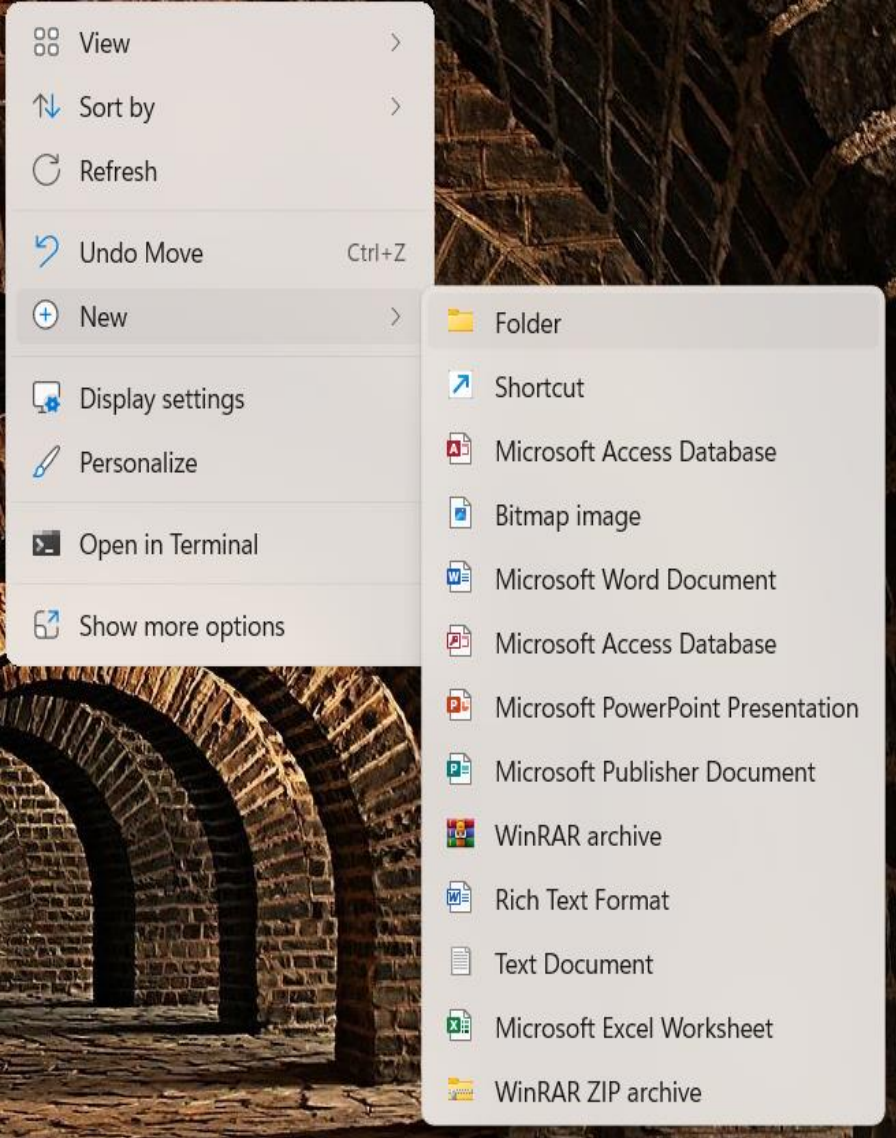 View
Sort by
Refresh
Undo Move Ctrl+Z
New
Display settings
Personalize
Open in Terminal
Show more options
Folder
Shortcut
Microsoft Access Database
Bitmap image
Microsoft Word Document
Microsoft Access Database
Microsoft PowerPoint Presentation
Microsoft Publisher Document
WinRAR archive
Rich Text Format
Text Document
Microsoft Excel Worksheet
WinRAR ZIP archive